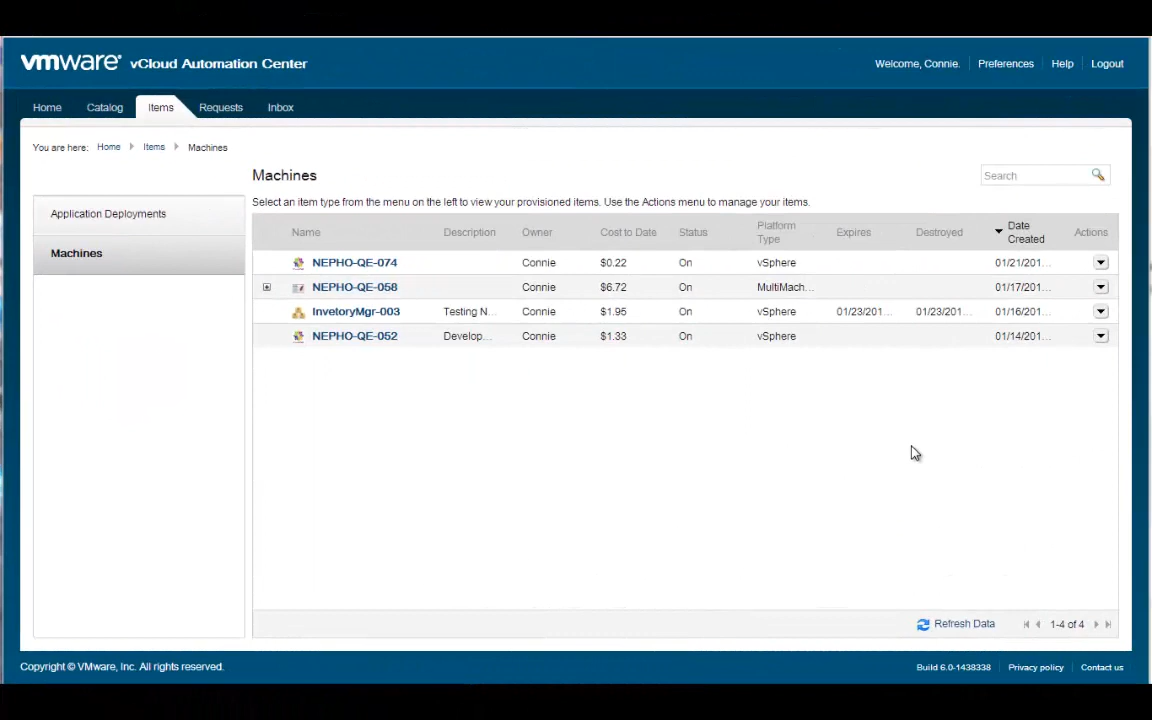 vmware vCloud Automation Center
Welcome, Connie. Preferences Help Logout
Home Catalog Items Requests Inbox
You are here: Home Items Machines
Machines
Search
Application Deployments
Machines
Select an item type from the menu on the left to view your provisioned items. Use the Actions menu to manage your items.
Name Description Owner Cost to Date Status Platform Type Expires Destroyed Date Created Actions
NEPHO-QE-074 Connie $0.22 On vSphere 01/21/201...
NEPHO-QE-058 Connie $6.72 On MultiMach... 01/17/201...
InvetoryMgr-003 Testing N... Connie $1.95 On vSphere 01/23/201... 01/23/201... 01/16/201...
NEPHO-QE-052 Develop... Connie $1.33 On vSphere 01/14/201...
Refresh Data 1-4 of 4
Copyright © VMware, Inc. All rights reserved.
Build 6.0-1438338 Privacy policy Contact us